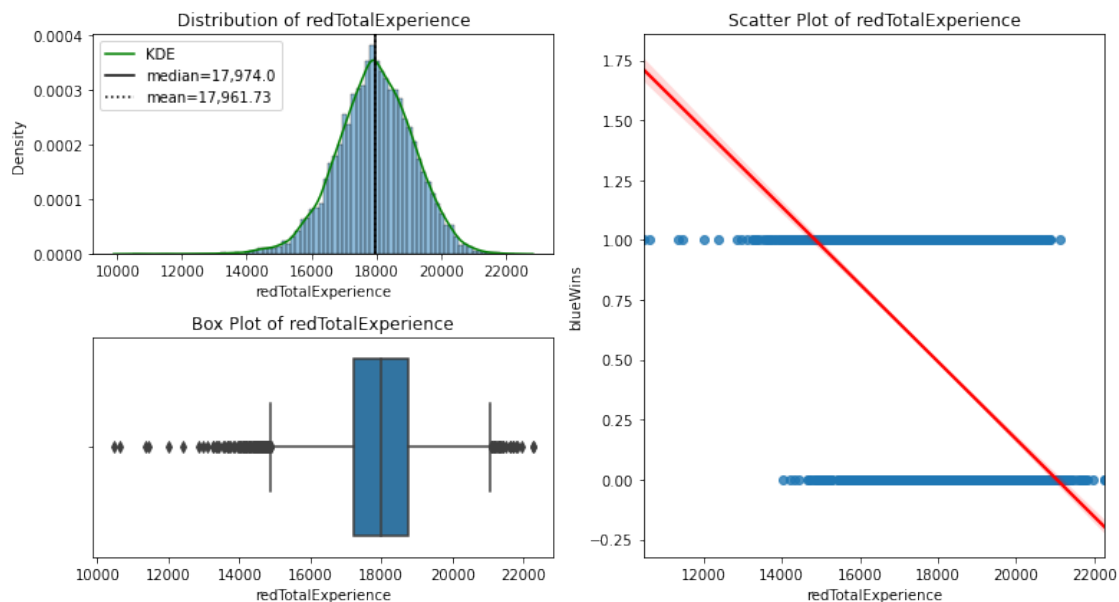 Distribution of redTotalExperience
0.0004
0.0003
0.0002
0.0001
0.0000
Density
KDE
median=17,974.0
mean=17,961.73
10000 12000 14000 16000 18000 20000 22000
redTotalExperience
Box Plot of redTotalExperience
10000 12000 14000 16000 18000 20000 22000
redTotalExperience
Scatter Plot of redTotalExperience
1.75
1.50
1.25
1.00
0.75
0.50
0.25
0.00
−0.25
blueWins
12000 14000 16000 18000 20000 22000
redTotalExperience